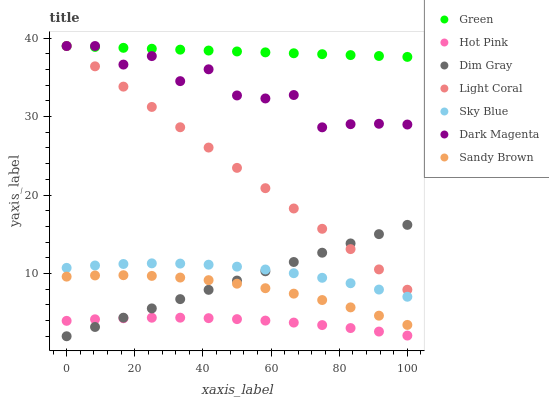 title
Green
Hot Pink
Dim Gray
Light Coral
Sky Blue
Dark Magenta
Sandy Brown
yaxis_label
40
30
20
10
0 20 40 60 80 100
xaxis_label